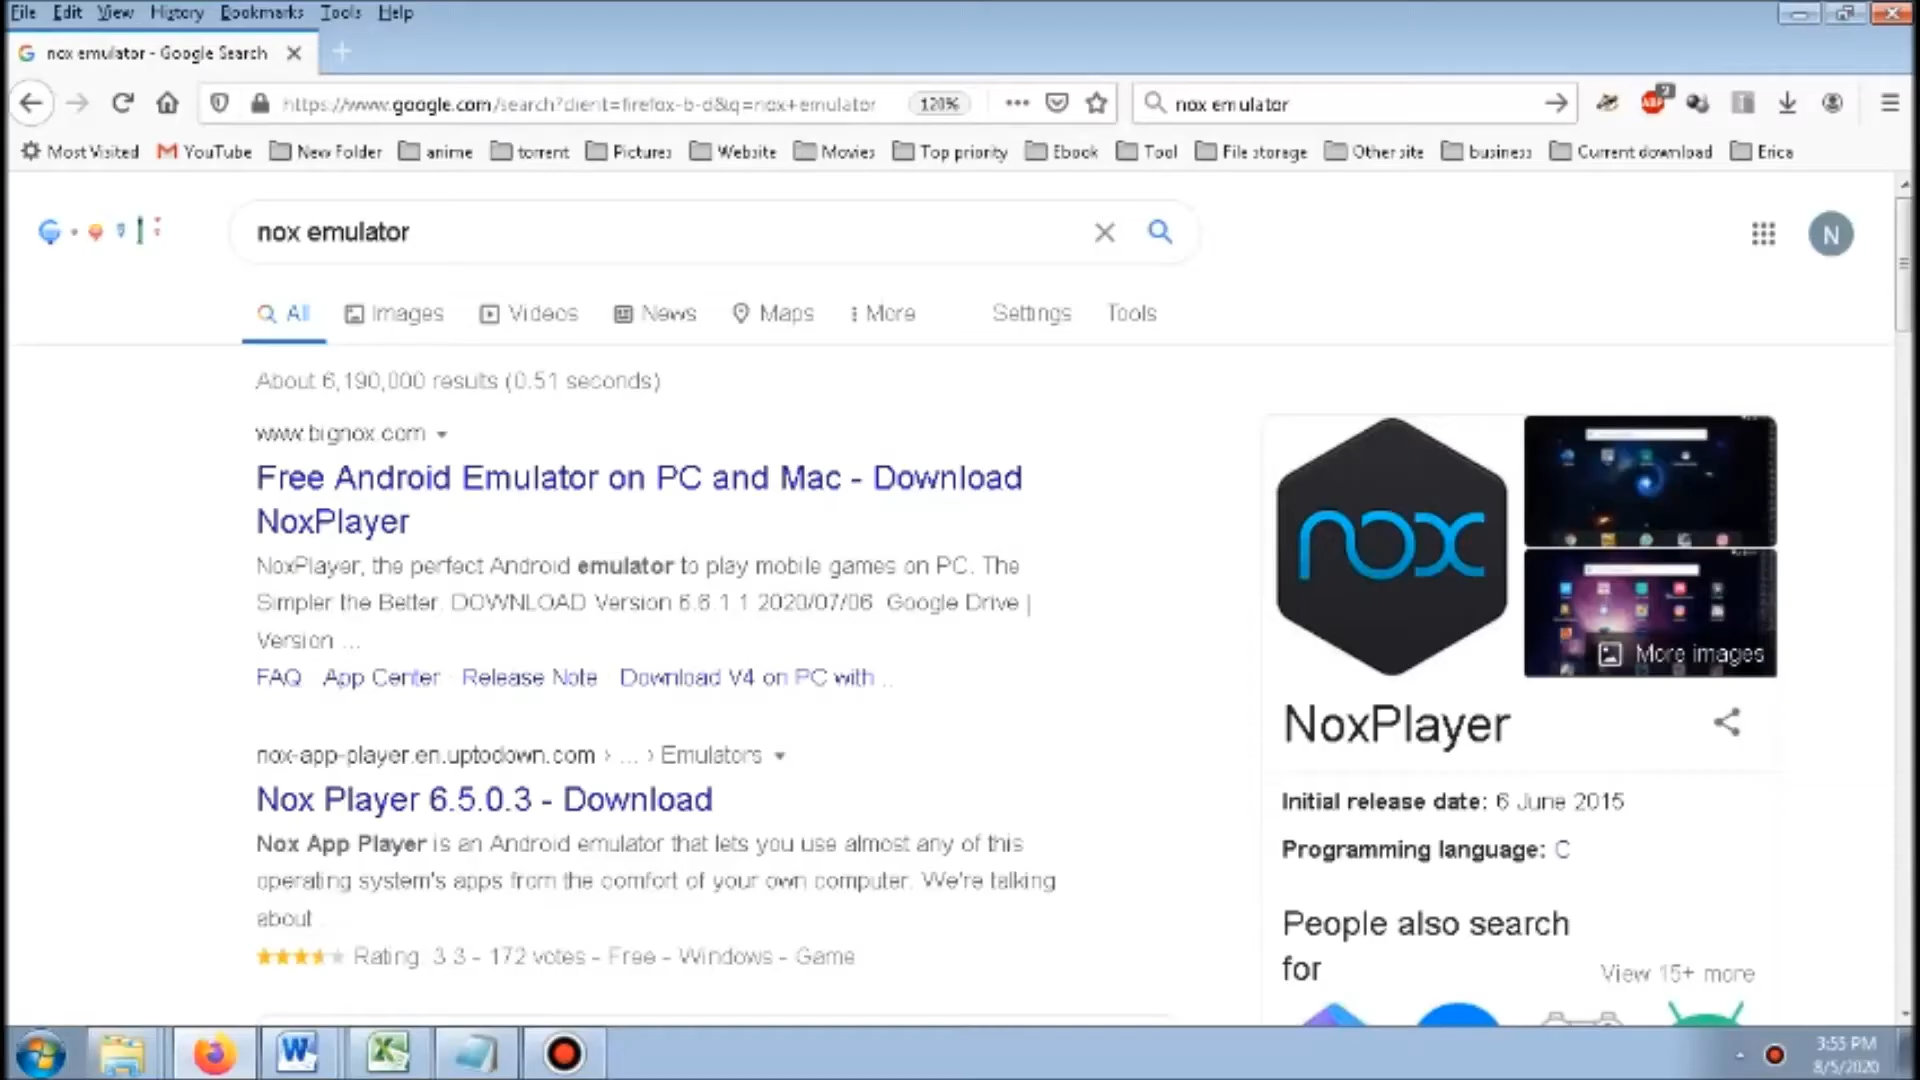 File Edit View History Bookmarks Tools Help
nox emulator - Google Search
https://www.google.com/search?client=firefox-b-d&q=nox+emulator 120% nox emulator ABP 2
Most Visited YouTube New Folder anime torrent Pictures Website Movies Top priority Ebook Tool File storage Other site business Current download Erica
nox emulator N
All Images Videos News Maps More Settings Tools
About 6,190,000 results (0.51 seconds)
www.bignox.com
Free Android Emulator on PC and Mac - Download
NoxPlayer
NoxPlayer, the perfect Android emulator to play mobile games on PC. The
Simpler the Better. DOWNLOAD Version 6.6.1.1 2020/07/06 Google Drive |
Version ...
FAQ · App Center · Release Note · Download V4 on PC with ...
nox-app-player.en.uptodown.com › ... › Emulators
Nox Player 6.5.0.3 - Download
Nox App Player is an Android emulator that lets you use almost any of this
operating system's apps from the comfort of your own computer. We're talking
about
Rating: 3.3 - 172 votes - Free - Windows - Game
nox
More images
NoxPlayer
Initial release date: 6 June 2015
Programming language: C
People also search
for
View 15+ more
3:55 PM
8/5/2020